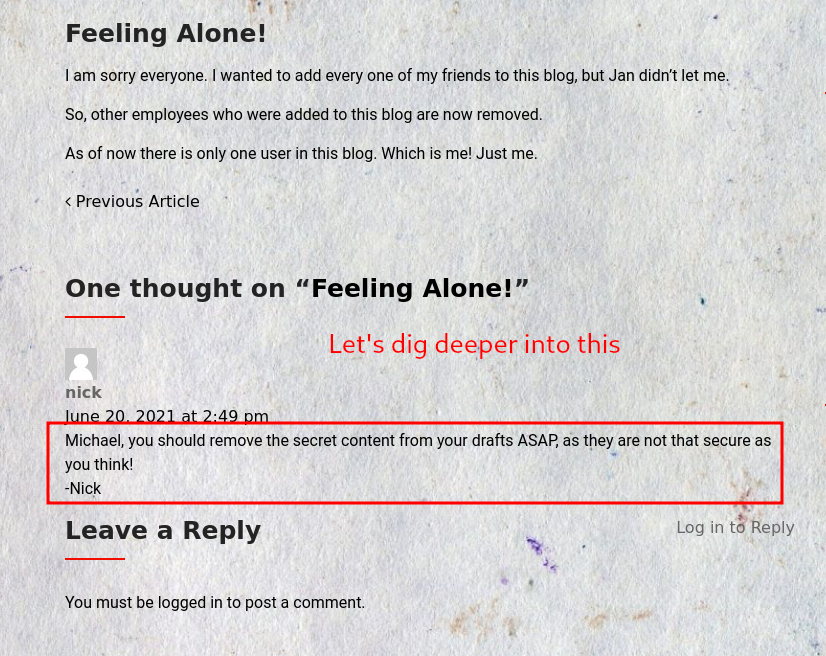 Feeling Alone!
I am sorry everyone. I wanted to add every one of my friends to this blog, but Jan didn’t let me.
So, other employees who were added to this blog are now removed.
As of now there is only one user in this blog. Which is me! Just me.
‹ Previous Article
One thought on “Feeling Alone!”
Let's dig deeper into this
nick
June 20, 2021 at 2:49 pm
Michael, you should remove the secret content from your drafts ASAP, as they are not that secure as
you think!
-Nick
Leave a Reply
Log in to Reply
You must be logged in to post a comment.